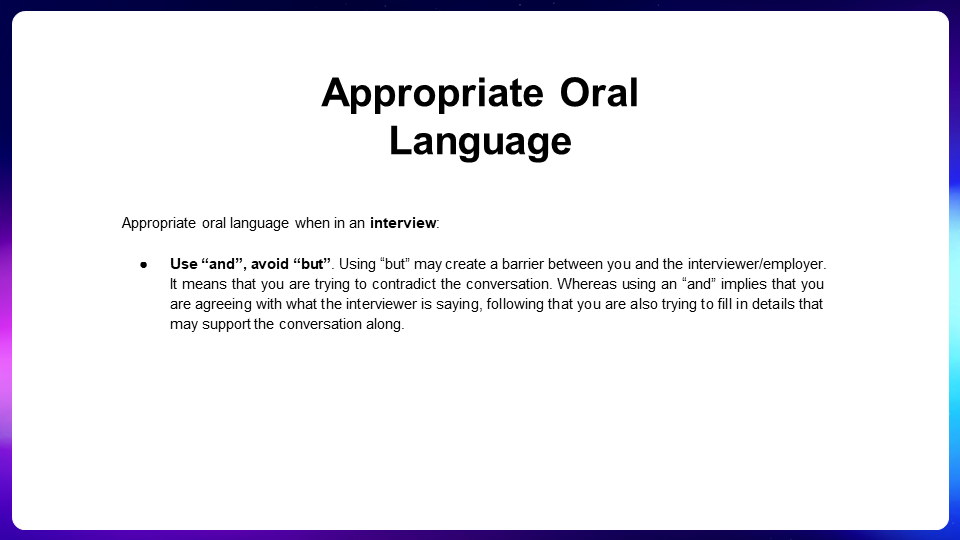 Appropriate Oral
Language
Appropriate oral language when in an interview:
● Use “and”, avoid “but”. Using “but” may create a barrier between you and the interviewer/employer.
It means that you are trying to contradict the conversation. Whereas using an “and” implies that you
are agreeing with what the interviewer is saying, following that you are also trying to fill in details that
may support the conversation along.